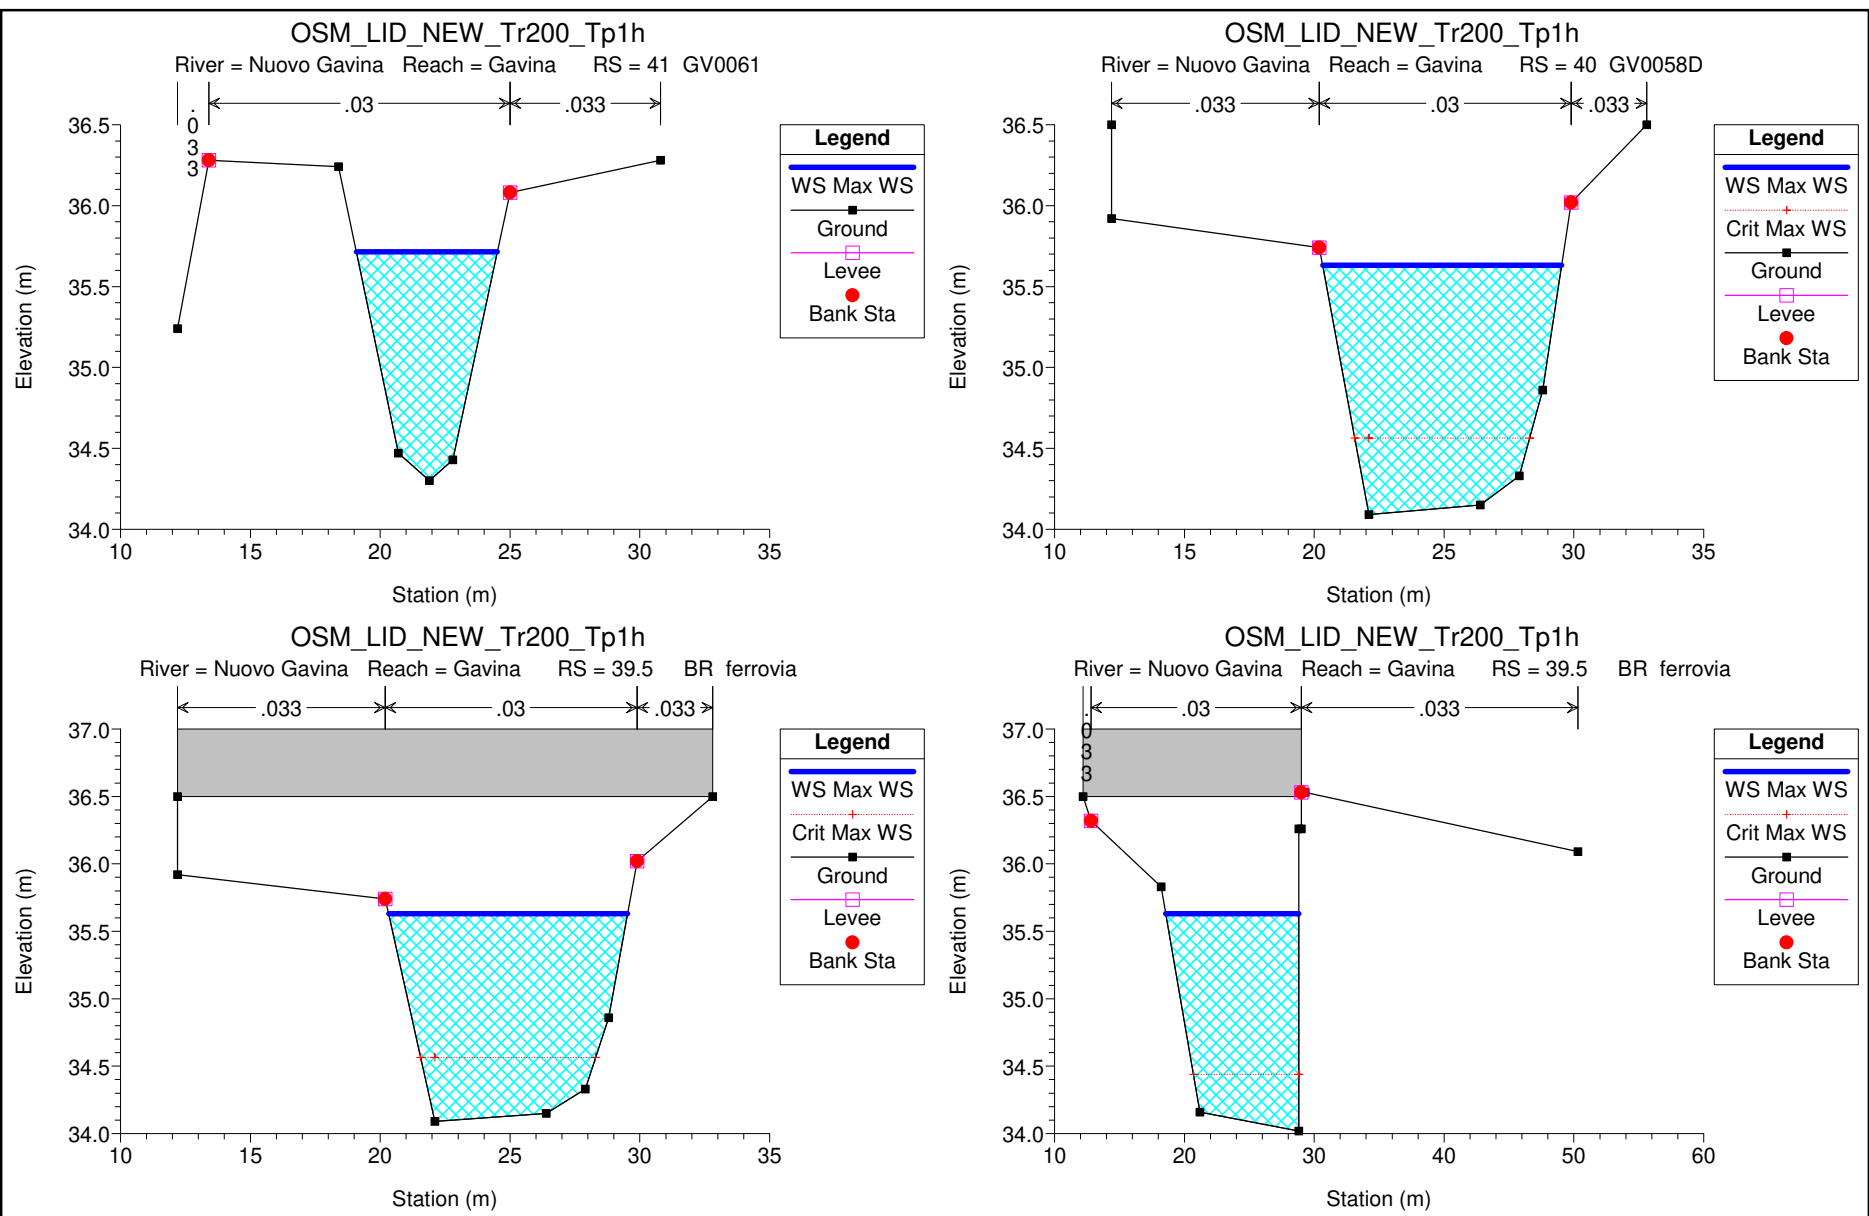 OSM_LID_NEW_Tr200_Tp1h
River = Nuovo Gavina Reach = Gavina RS = 41 GV0061
.033
.03
.033
36.5
36.0
35.5
35.0
34.5
34.0
Elevation (m)
10 15 20 25 30 35
Station (m)
Legend
WS Max WS
Ground
Levee
Bank Sta
OSM_LID_NEW_Tr200_Tp1h
River = Nuovo Gavina Reach = Gavina RS = 40 GV0058D
.033
.03
.033
36.5
36.0
35.5
35.0
34.5
34.0
Elevation (m)
10 15 20 25 30 35
Station (m)
Legend
WS Max WS
Crit Max WS
Ground
Levee
Bank Sta
OSM_LID_NEW_Tr200_Tp1h
River = Nuovo Gavina Reach = Gavina RS = 39.5 BR ferrovia
.033
.03
.033
37.0
36.5
36.0
35.5
35.0
34.5
34.0
Elevation (m)
10 15 20 25 30 35
Station (m)
Legend
WS Max WS
Crit Max WS
Ground
Levee
Bank Sta
OSM_LID_NEW_Tr200_Tp1h
River = Nuovo Gavina Reach = Gavina RS = 39.5 BR ferrovia
.033
.03
.033
37.0
36.5
36.0
35.5
35.0
34.5
34.0
Elevation (m)
10 20 30 40 50 60
Station (m)
Legend
WS Max WS
Crit Max WS
Ground
Levee
Bank Sta